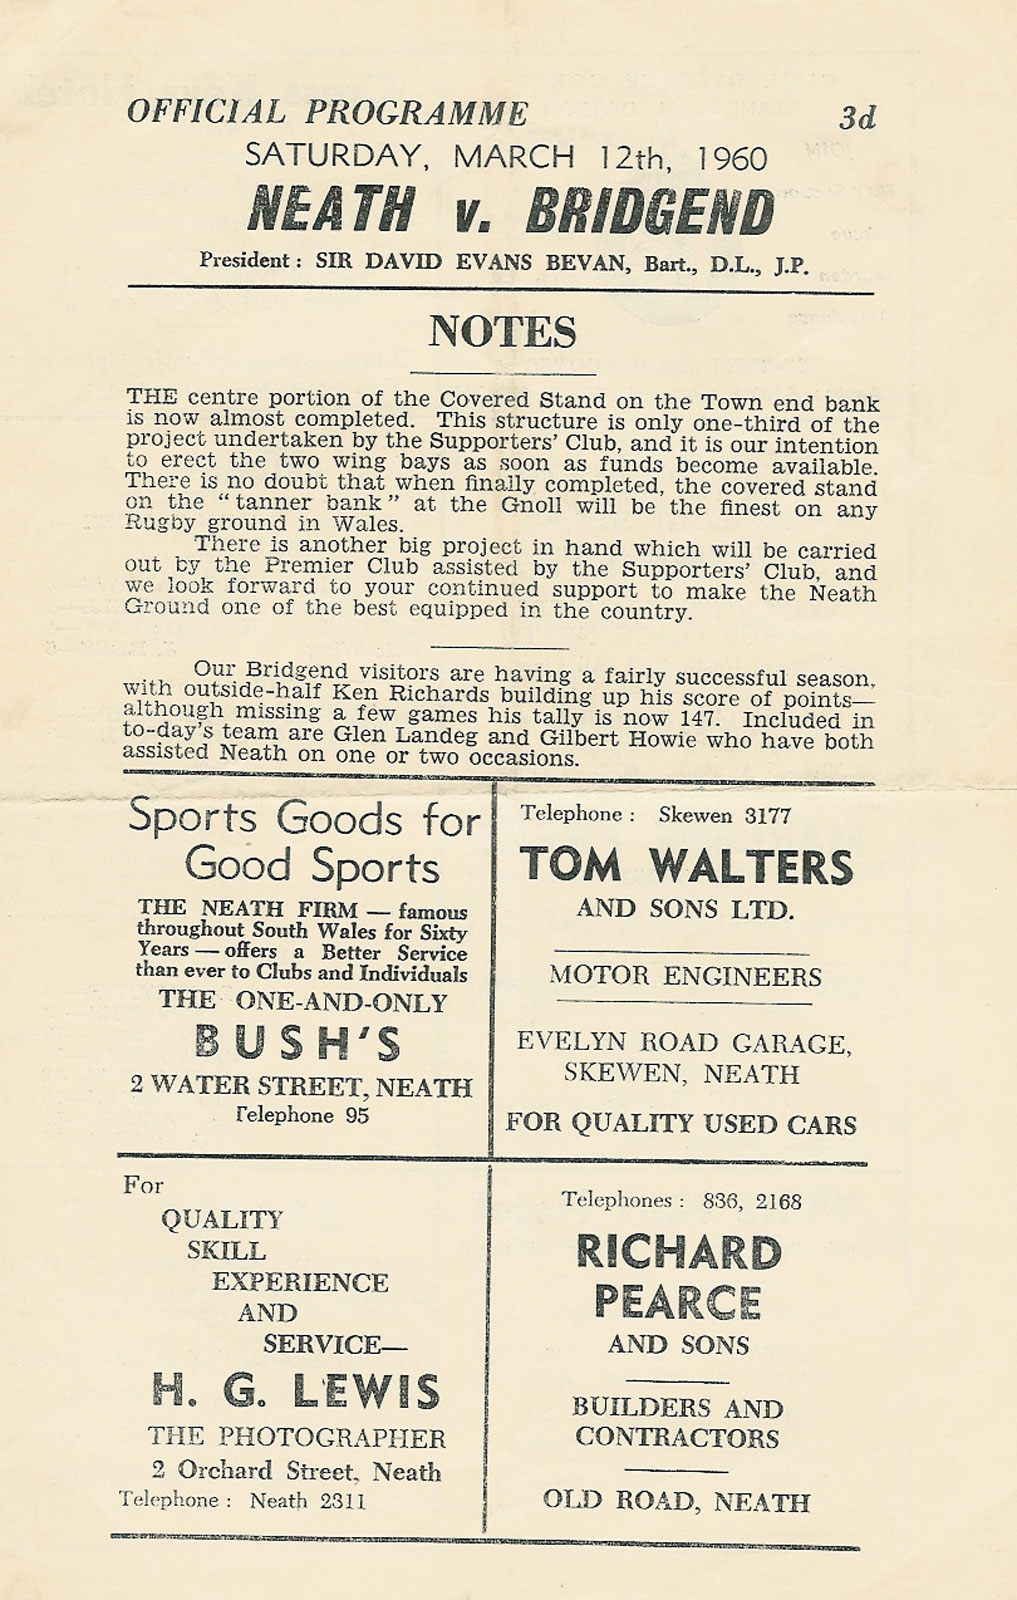 OFFICIAL PROGRAMME 3d
SATURDAY, MARCH 12th, 1960
NEATH v. BRIDGEND
President : SIR DAVID EVANS BEVAN, Bart., D.L., J.P.
NOTES
THE centre portion of the Covered Stand on the Town end bank
is now almost completed. This structure is only one-third of the
project undertaken by the Supporters' Club, and it is our intention
to erect the two wing bays as soon as funds become available.
There is no doubt that when finally completed, the covered stand
on the "tanner bank" at the Gnoll will be the finest on any
Rugby ground in Wales.
There is another big project in hand which will be carried
out by the Premier Club assisted by the Supporters' Club, and
we look forward to your continued support to make the Neath
Ground one of the best equipped in the country.
Our Bridgend visitors are having a fairly successful season,
with outside-half Ken Richards building up his score of points—
although missing a few games his tally is now 147. Included in
to-day's team are Glen Landeg and Gilbert Howie who have both
assisted Neath on one or two occasions.
Sports Goods for
Good Sports
THE NEATH FIRM — famous
throughout South Wales for Sixty
Years — offers a Better Service
than ever to Clubs and Individuals
THE ONE-AND-ONLY
BUSH'S
2 WATER STREET, NEATH
Telephone 95
Telephone : Skewen 3177
TOM WALTERS
AND SONS LTD.
MOTOR ENGINEERS
EVELYN ROAD GARAGE,
SKEWEN, NEATH
FOR QUALITY USED CARS
For
QUALITY
SKILL
EXPERIENCE
AND
SERVICE—
H. G. LEWIS
THE PHOTOGRAPHER
2 Orchard Street, Neath
Telephone : Neath 2311
Telephones : 836, 2168
RICHARD
PEARCE
AND SONS
BUILDERS AND
CONTRACTORS
OLD ROAD, NEATH